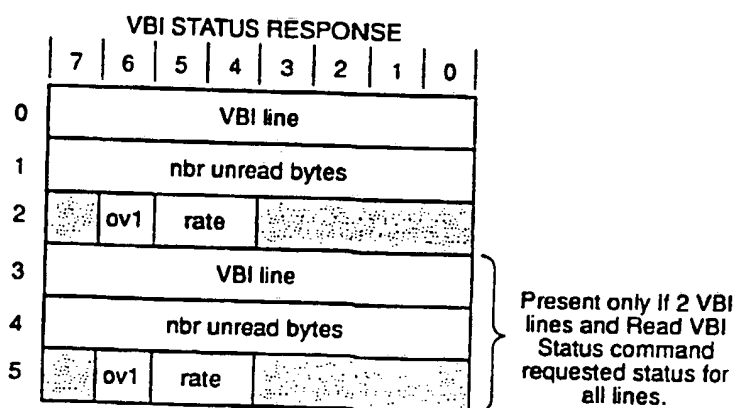 VBI STATUS RESPONSE
7 6 5 4 3 2 1 0
0 VBI line
1 nbr unread bytes
2 ov1 rate
3 VBI line
4 nbr unread bytes
5 ov1 rate
Present only if 2 VBI
lines and Read VBI
Status command
requested status for
all lines.